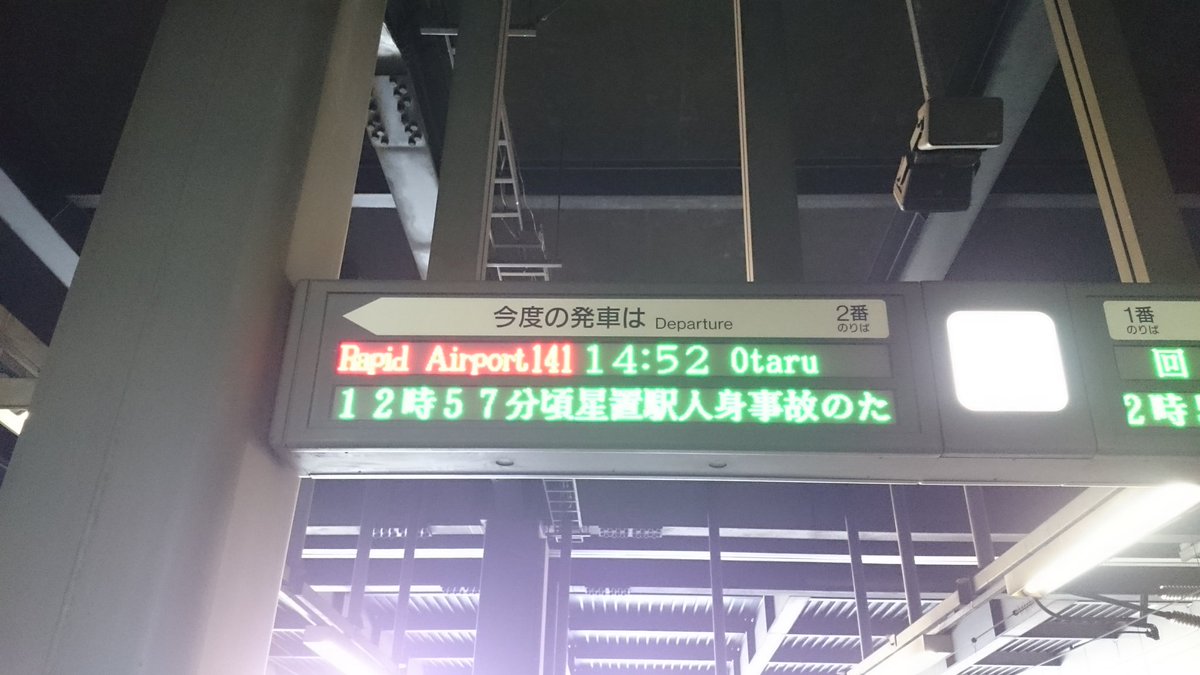 今度の発車は Departure 2番
のりば
Rapid Airport141 14:52 Otaru
12時57分頃星置駅人身事故のた
1番
のりば
回
2時